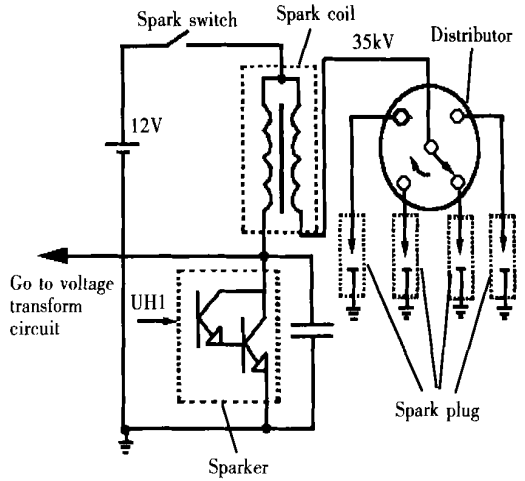 Spark switch
Spark coil
35kV
Distributor
12V
Go to voltage
transform
circuit
UH1
Spark plug
Sparker